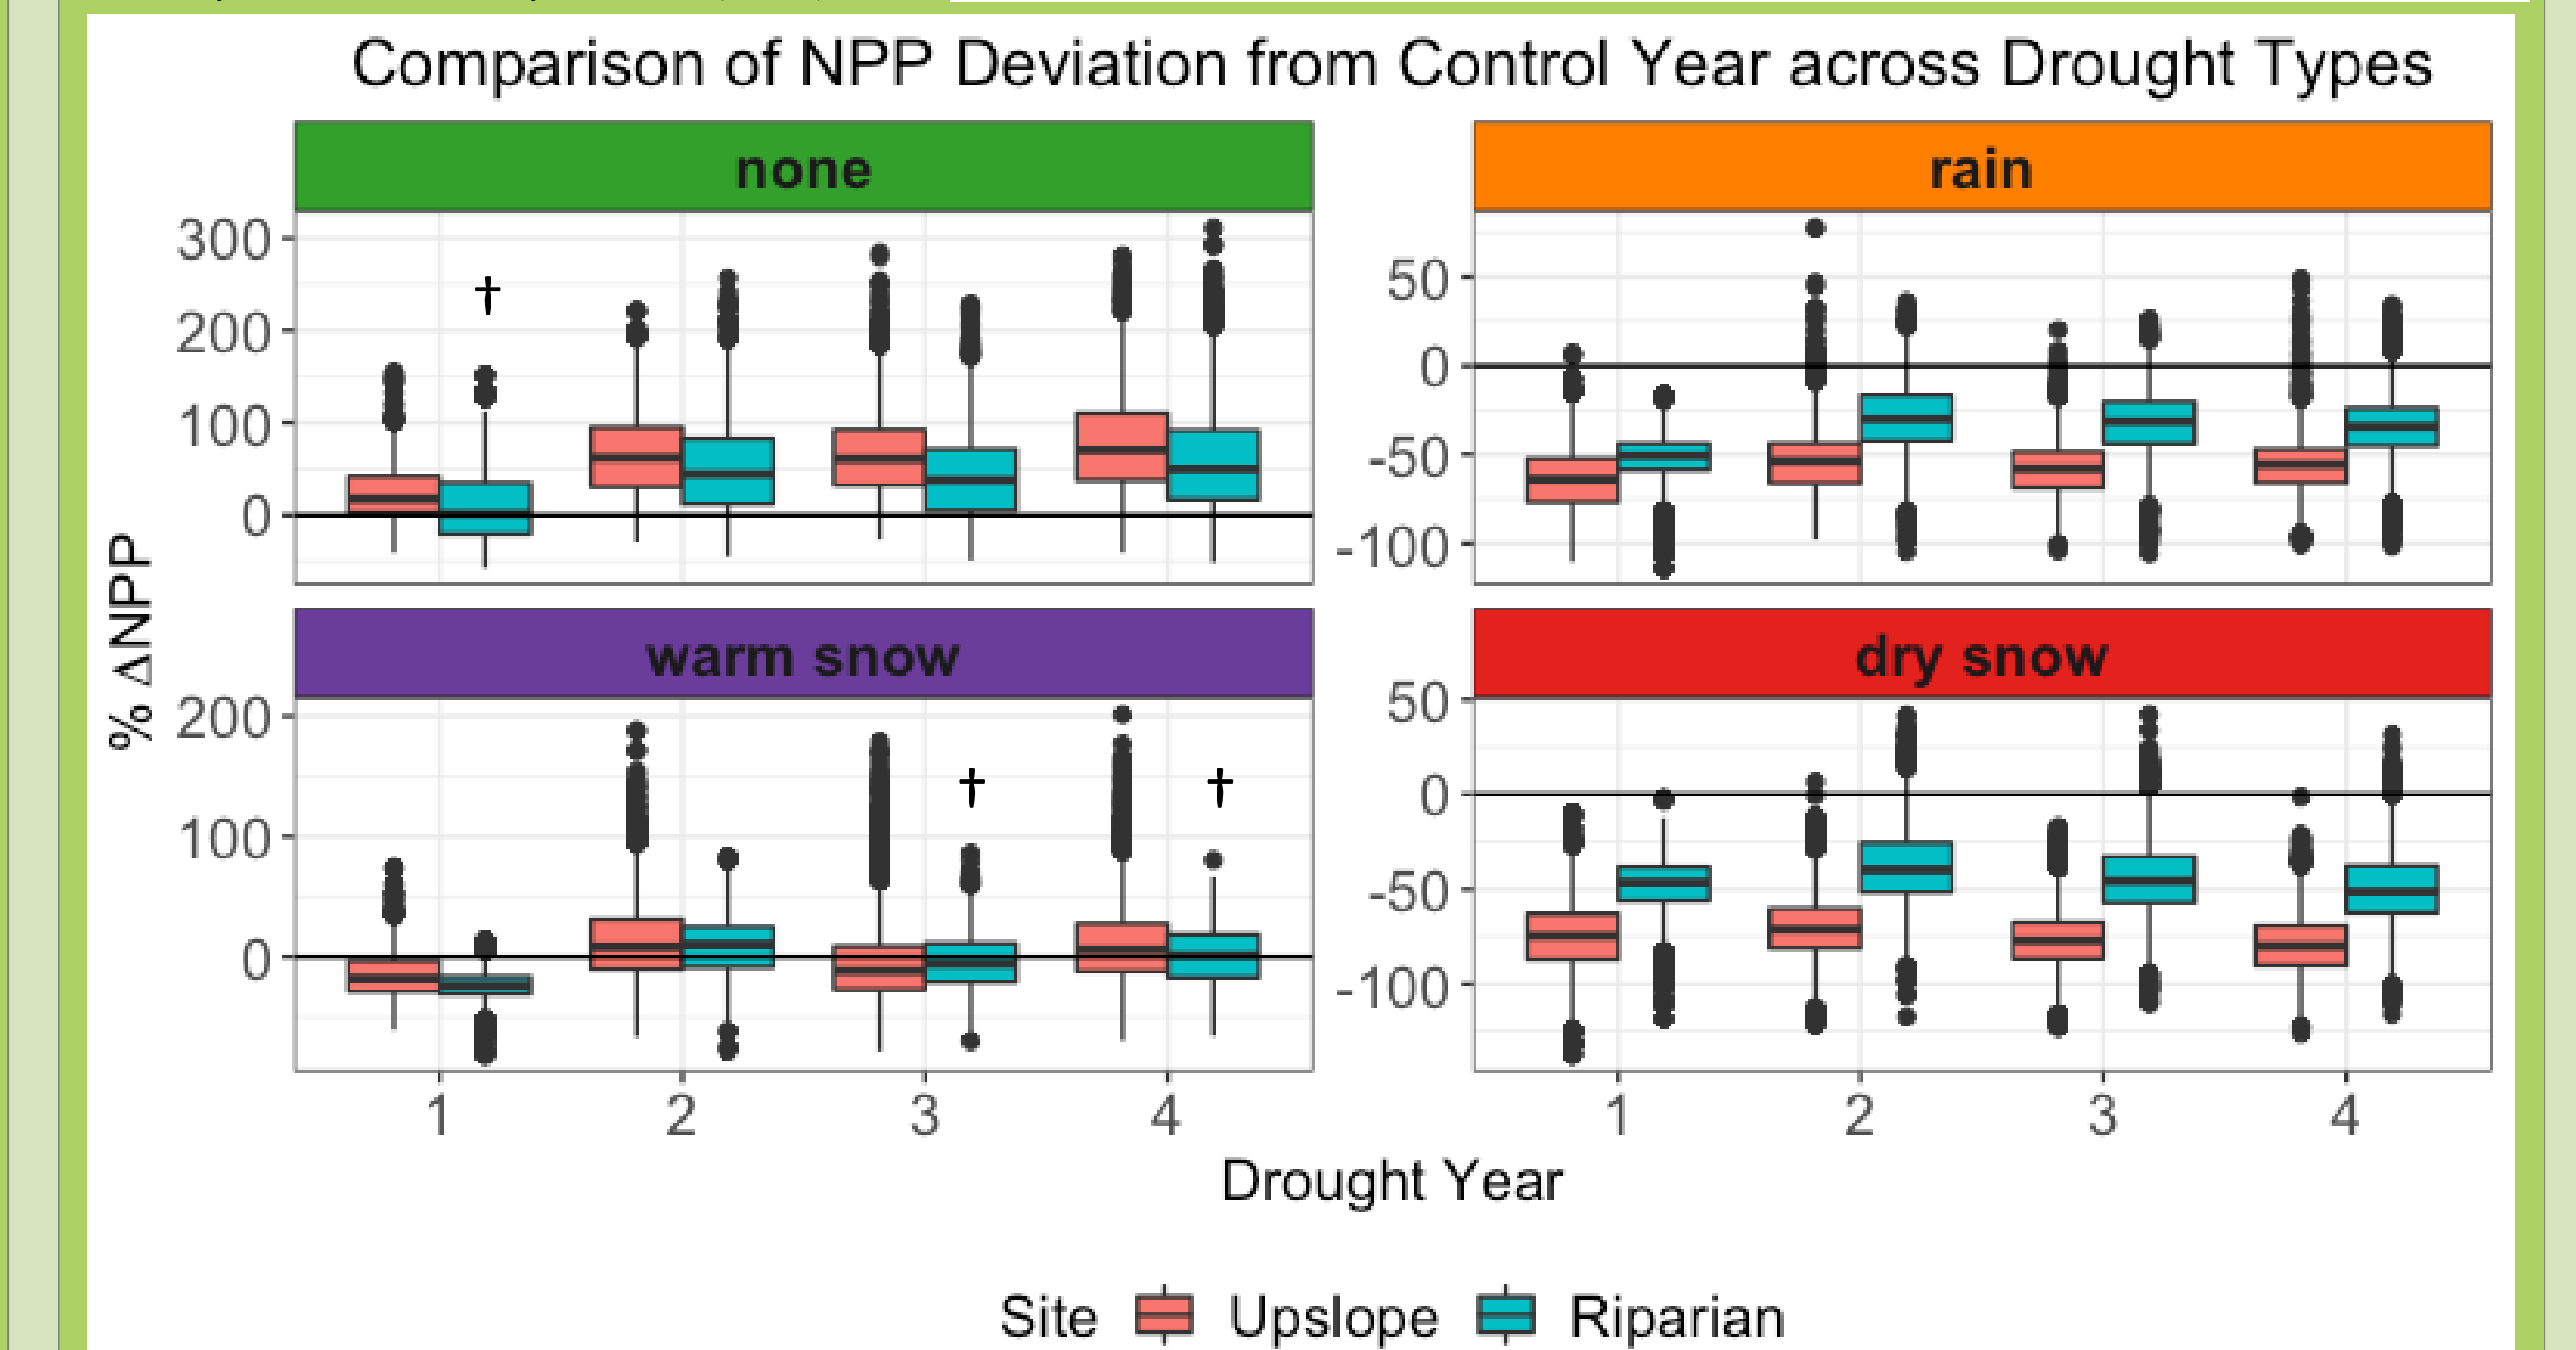 Comparison of NPP Deviation from Control Year across Drought Types
none
rain
300
200
100
0
†
50
0
-50
-100
% ΔNPP
warm snow
dry snow
200
100
0
† †
50
0
-50
-100
1 2 3 4
1 2 3 4
Drought Year
Site Upslope Riparian